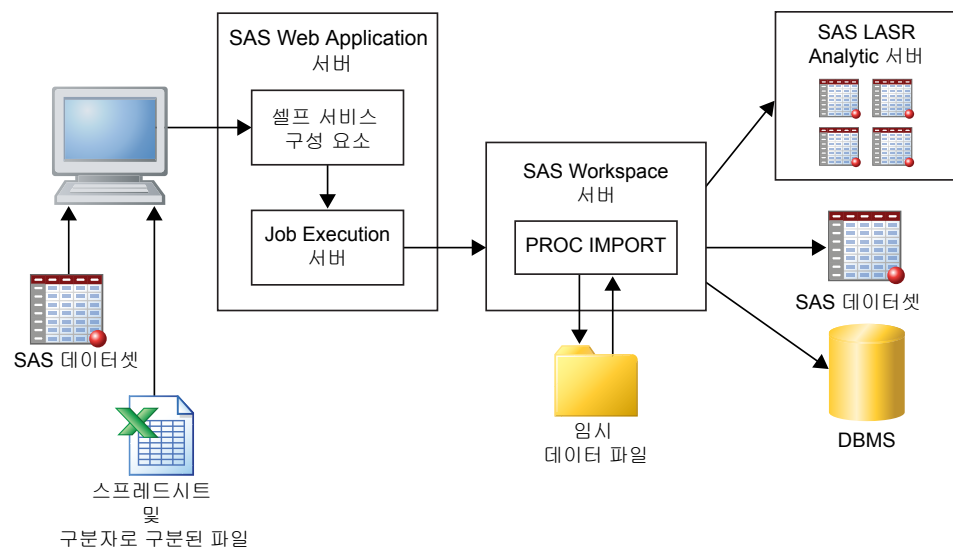 SAS Web Application
서버
셀프 서비스
구성 요소
Job Execution
서버
SAS Workspace
서버
PROC IMPORT
임시
데이터 파일
SAS LASR
Analytic 서버
SAS 데이터셋
DBMS
SAS 데이터셋
스프레드시트
및
구분자로 구분된 파일